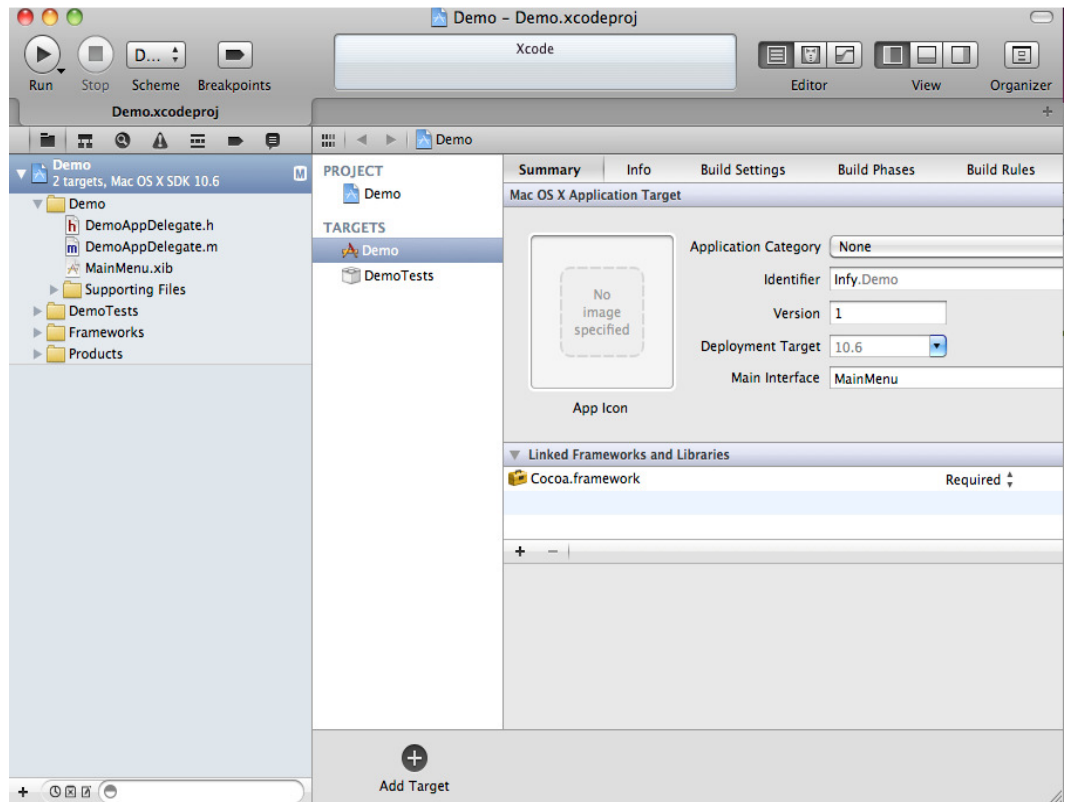 Demo – Demo.xcodeproj
D...
Xcode
Run Stop Scheme Breakpoints Editor View Organizer
Demo.xcodeproj +
Demo
Demo M
2 targets, Mac OS X SDK 10.6
Demo
h DemoAppDelegate.h
m DemoAppDelegate.m
MainMenu.xib
Supporting Files
DemoTests
Frameworks
Products
PROJECT
Demo
TARGETS
Demo
DemoTests
Summary Info Build Settings Build Phases Build Rules
Mac OS X Application Target
No
image
specified
App Icon
Application Category None
Identifier Infy.Demo
Version 1
Deployment Target 10.6
Main Interface MainMenu
Linked Frameworks and Libraries
Cocoa.framework Required
+ –
Add Target
+